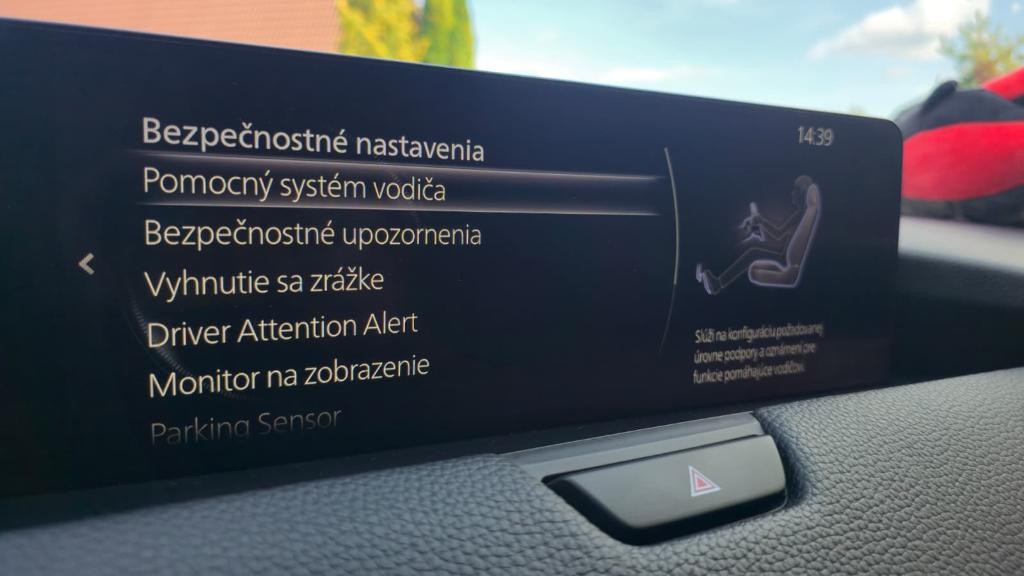 Bezpečnostné nastavenia
14:39
Pomocný systém vodiča
Bezpečnostné upozornenia
Vyhnutie sa zrážke
Driver Attention Alert
Monitor na zobrazenie
Parking Sensor
Slúži na konfiguráciu požadovanej
úrovne podpory a oznámení pre
funkcie pomáhajúce vodičovi.